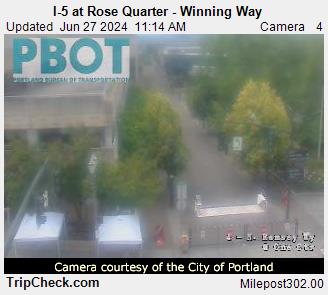 I-5 at Rose Quarter - Winning Way
Updated Jun 27 2024 11:14 AM Camera 4
PBOT
PORTLAND BUREAU OF TRANSPORTATION
Camera courtesy of the City of Portland
TripCheck.com Milepost302.00